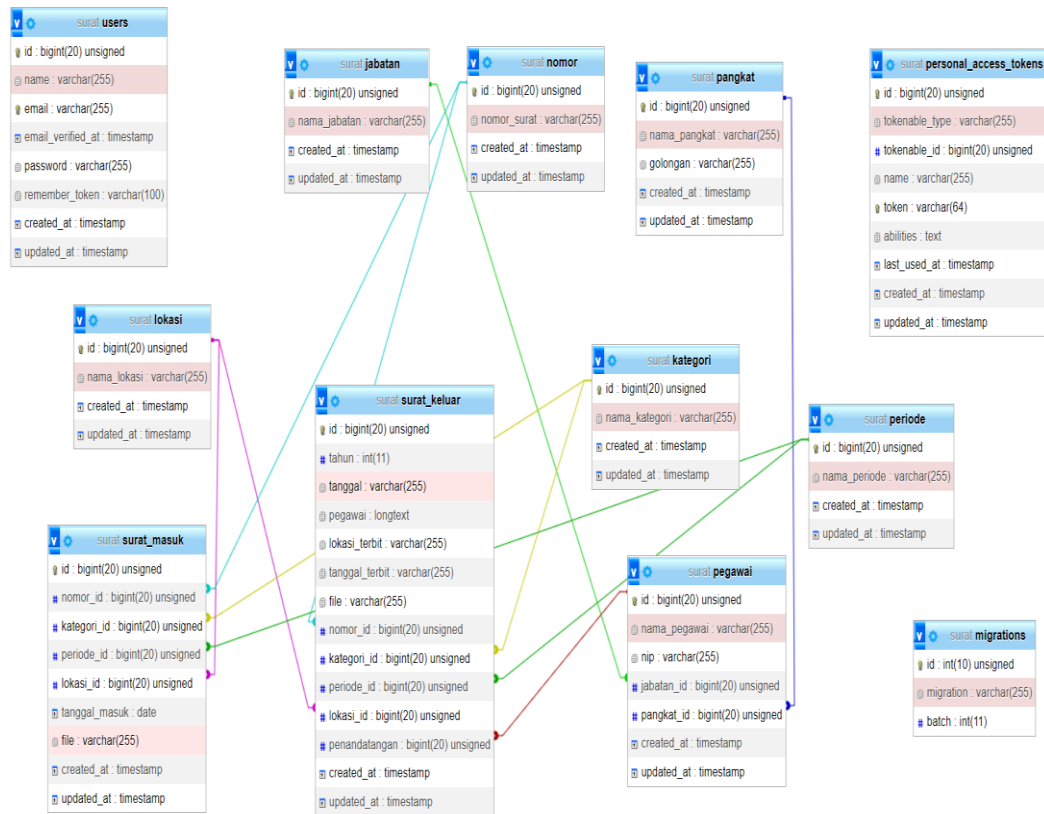 surat users
id : bigint(20) unsigned
name : varchar(255)
email : varchar(255)
email_verified_at : timestamp
password : varchar(255)
remember_token : varchar(100)
created_at : timestamp
updated_at : timestamp
surat jabatan
id : bigint(20) unsigned
nama_jabatan : varchar(255)
created_at : timestamp
updated_at : timestamp
surat nomor
id : bigint(20) unsigned
nomor_surat : varchar(255)
created_at : timestamp
updated_at : timestamp
surat pangkat
id : bigint(20) unsigned
nama_pangkat : varchar(255)
golongan : varchar(255)
created_at : timestamp
updated_at : timestamp
surat personal_access_tokens
id : bigint(20) unsigned
tokenable_type : varchar(255)
tokenable_id : bigint(20) unsigned
name : varchar(255)
token : varchar(64)
abilities : text
last_used_at : timestamp
created_at : timestamp
updated_at : timestamp
surat lokasi
id : bigint(20) unsigned
nama_lokasi : varchar(255)
created_at : timestamp
updated_at : timestamp
surat surat_keluar
id : bigint(20) unsigned
tahun : int(11)
tanggal : varchar(255)
pegawai : longtext
lokasi_terbit : varchar(255)
tanggal_terbit : varchar(255)
file : varchar(255)
nomor_id : bigint(20) unsigned
kategori_id : bigint(20) unsigned
periode_id : bigint(20) unsigned
lokasi_id : bigint(20) unsigned
penandatangan : bigint(20) unsigned
created_at : timestamp
updated_at : timestamp
surat kategori
id : bigint(20) unsigned
nama_kategori : varchar(255)
created_at : timestamp
updated_at : timestamp
surat periode
id : bigint(20) unsigned
nama_periode : varchar(255)
created_at : timestamp
updated_at : timestamp
surat surat_masuk
id : bigint(20) unsigned
nomor_id : bigint(20) unsigned
kategori_id : bigint(20) unsigned
periode_id : bigint(20) unsigned
lokasi_id : bigint(20) unsigned
tanggal_masuk : date
file : varchar(255)
created_at : timestamp
updated_at : timestamp
surat pegawai
id : bigint(20) unsigned
nama_pegawai : varchar(255)
nip : varchar(255)
jabatan_id : bigint(20) unsigned
pangkat_id : bigint(20) unsigned
created_at : timestamp
updated_at : timestamp
surat migrations
id : int(10) unsigned
migration : varchar(255)
batch : int(11)